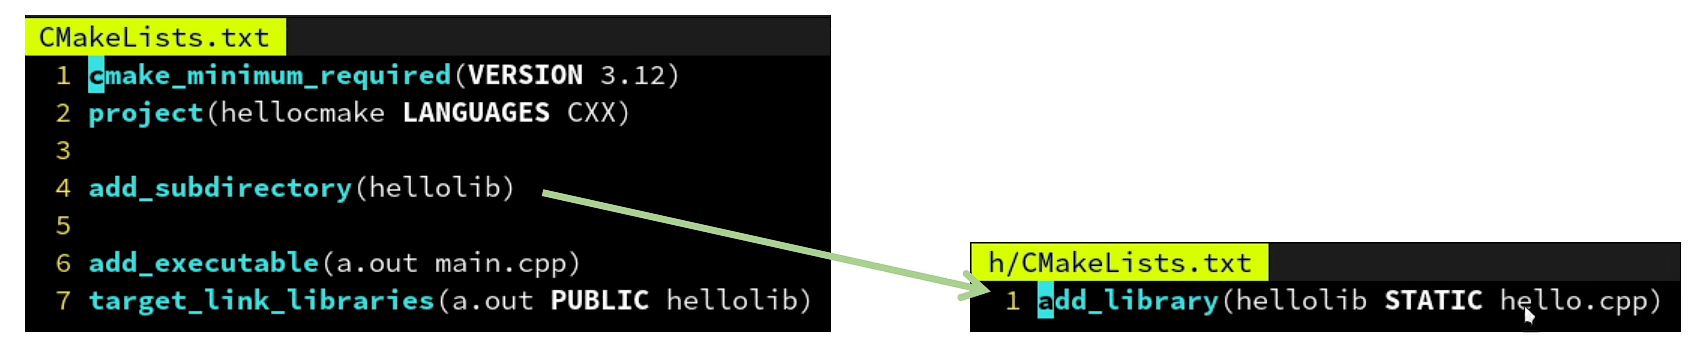 CMakeLists.txt
1 cmake_minimum_required(VERSION 3.12)
2 project(hellocmake LANGUAGES CXX)
3
4 add_subdirectory(hellolib)
5
6 add_executable(a.out main.cpp)
7 target_link_libraries(a.out PUBLIC hellolib)
h/CMakeLists.txt
1 add_library(hellolib STATIC hello.cpp)